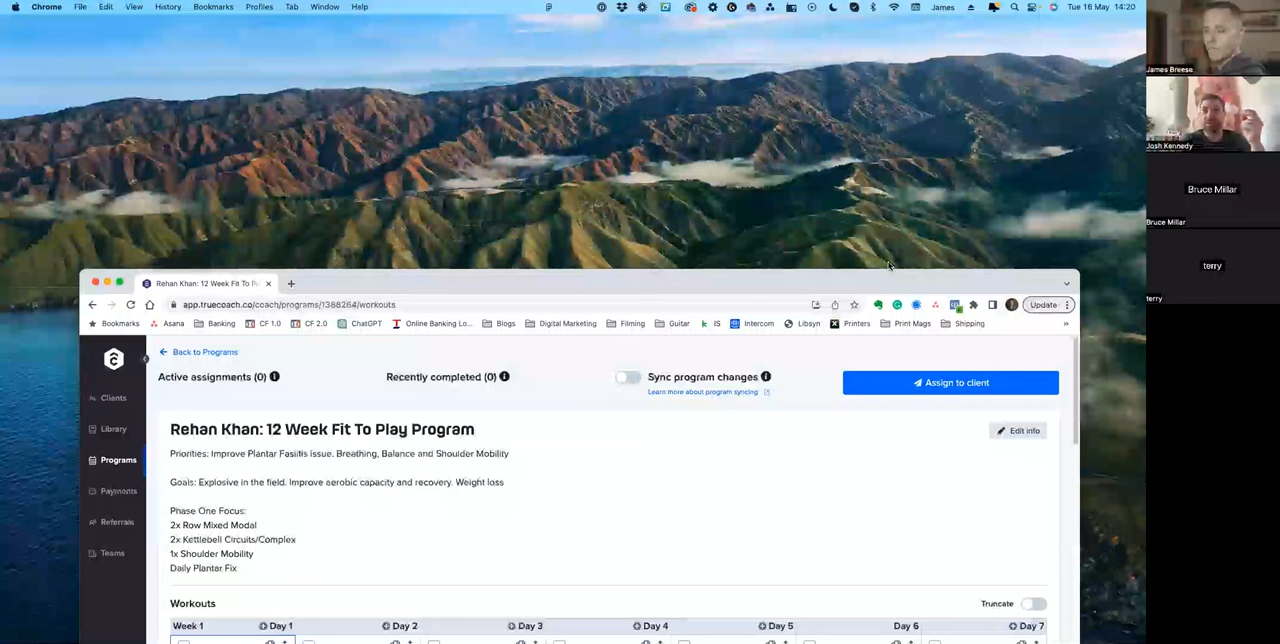 Chrome File Edit View History Bookmarks Profiles Tab Window Help James Tue 16 May 14:20
James Breese
Josh Kennedy
Bruce Millar
Bruce Millar
terry
terry
Rehan Khan: 12 Week Fit To Pl
app.truecoach.co/coach/programs/1388264/workouts Update
Bookmarks Asana Banking CF 1.0 CF 2.0 ChatGPT Online Banking Lo... Blogs Digital Marketing Filming Guitar IS Intercom Libsyn Printers Print Mags Shipping »
Back to Programs
Active assignments (0) Recently completed (0) Sync program changes
Learn more about program syncing
Assign to client
Clients
Library
Programs
Payments
Referrals
Teams
Rehan Khan: 12 Week Fit To Play Program
Edit info
Priorities: Improve Plantar Fasiitis issue. Breathing, Balance and Shoulder Mobility
Goals: Explosive in the field. Improve aerobic capacity and recovery. Weight loss
Phase One Focus:
2x Row Mixed Modal
2x Kettlebell Circuits/Complex
1x Shoulder Mobility
Daily Plantar Fix
Workouts Truncate
Week 1 Day 1 Day 2 Day 3 Day 4 Day 5 Day 6 Day 7